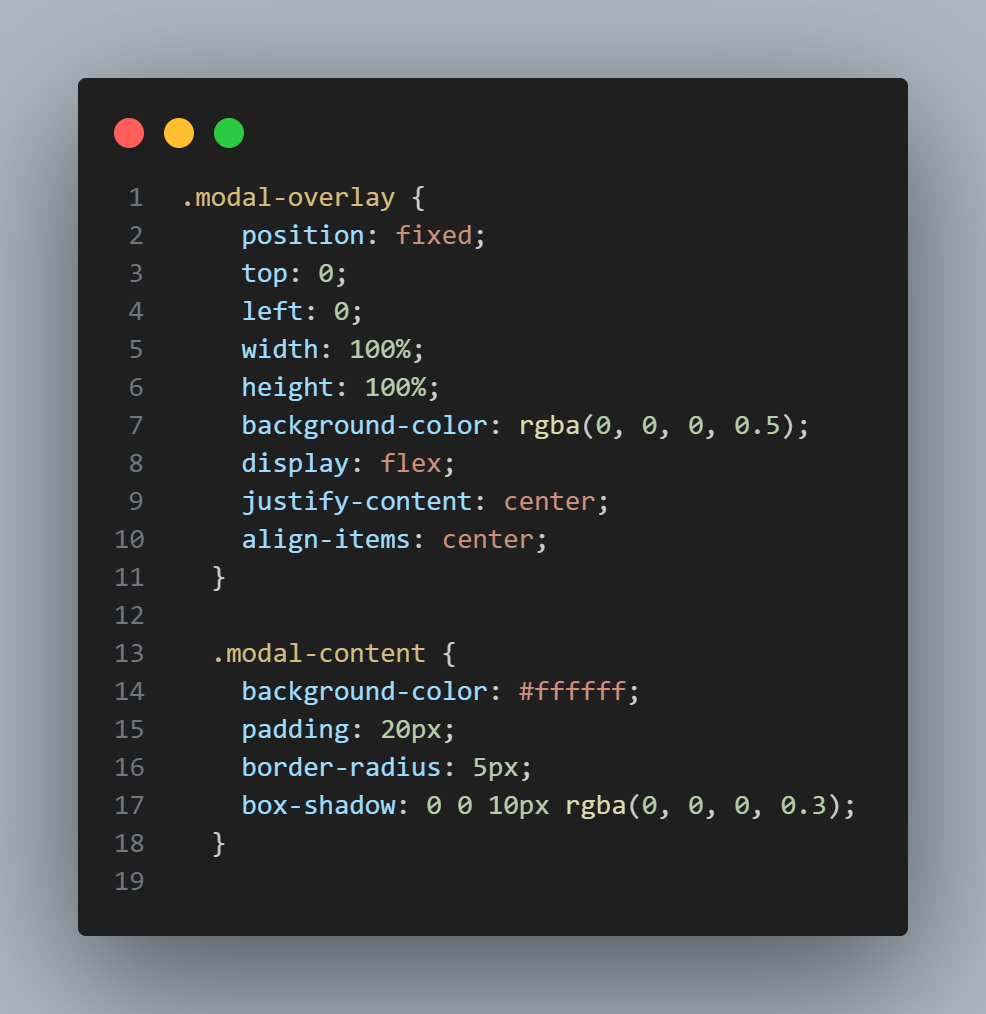 1 .modal-overlay {
2 position: fixed;
3 top: 0;
4 left: 0;
5 width: 100%;
6 height: 100%;
7 background-color: rgba(0, 0, 0, 0.5);
8 display: flex;
9 justify-content: center;
10 align-items: center;
11 }
12
13 .modal-content {
14 background-color: #ffffff;
15 padding: 20px;
16 border-radius: 5px;
17 box-shadow: 0 0 10px rgba(0, 0, 0, 0.3);
18 }
19